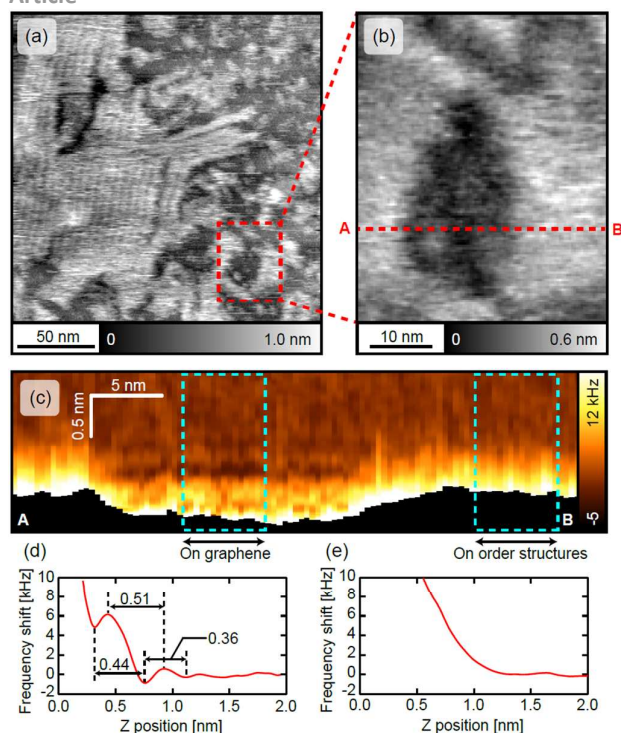 Article
(a)
(b)
A
B
50 nm
0
1.0 nm
10 nm
0
0.6 nm
(c)
5 nm
0.5 nm
12 kHz
-5
A
B
On graphene
On order structures
(d)
(e)
Frequency shift [kHz]
10
8
6
4
2
0
-2
0.51
0.36
0.44
0.0
0.5
1.0
1.5
2.0
Z position [nm]
Frequency shift [kHz]
10
8
6
4
2
0
-2
0.0
0.5
1.0
1.5
2.0
Z position [nm]